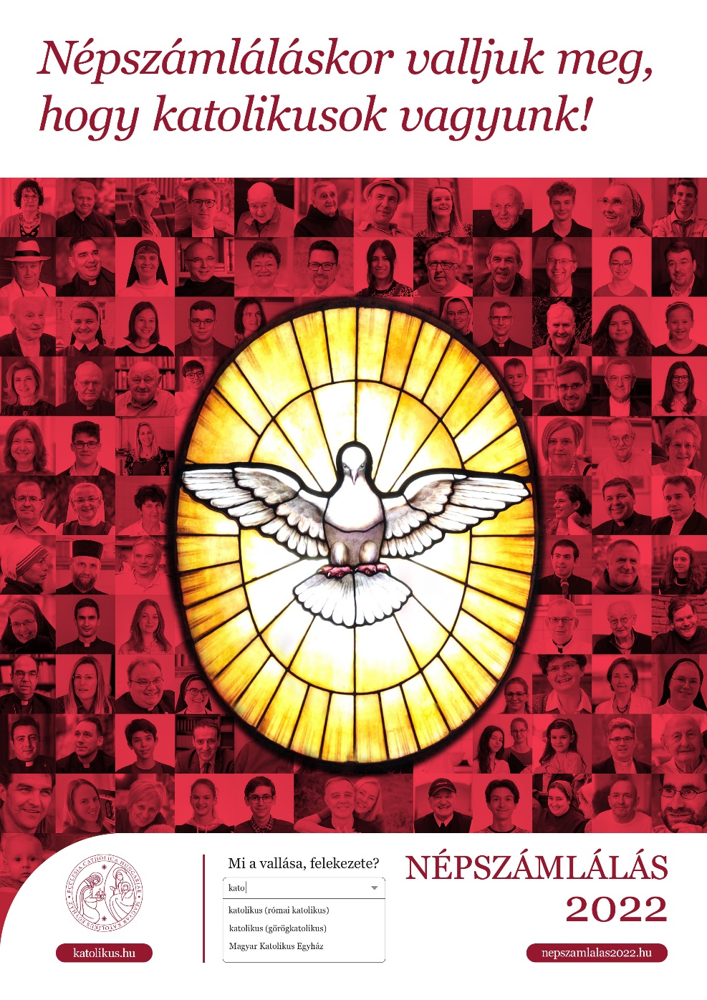 Népszámláláskor valljuk meg,
hogy katolikusok vagyunk!
ECCLESIA CATHOLICA HUNGARIAE
MAGYAR KATOLIKUS EGYHÁZ
katolikus.hu
Mi a vallása, felekezete?
kato
katolikus (római katolikus)
katolikus (görögkatolikus)
Magyar Katolikus Egyház
NÉPSZÁMLÁLÁS
2022
nepszamlalas2022.hu